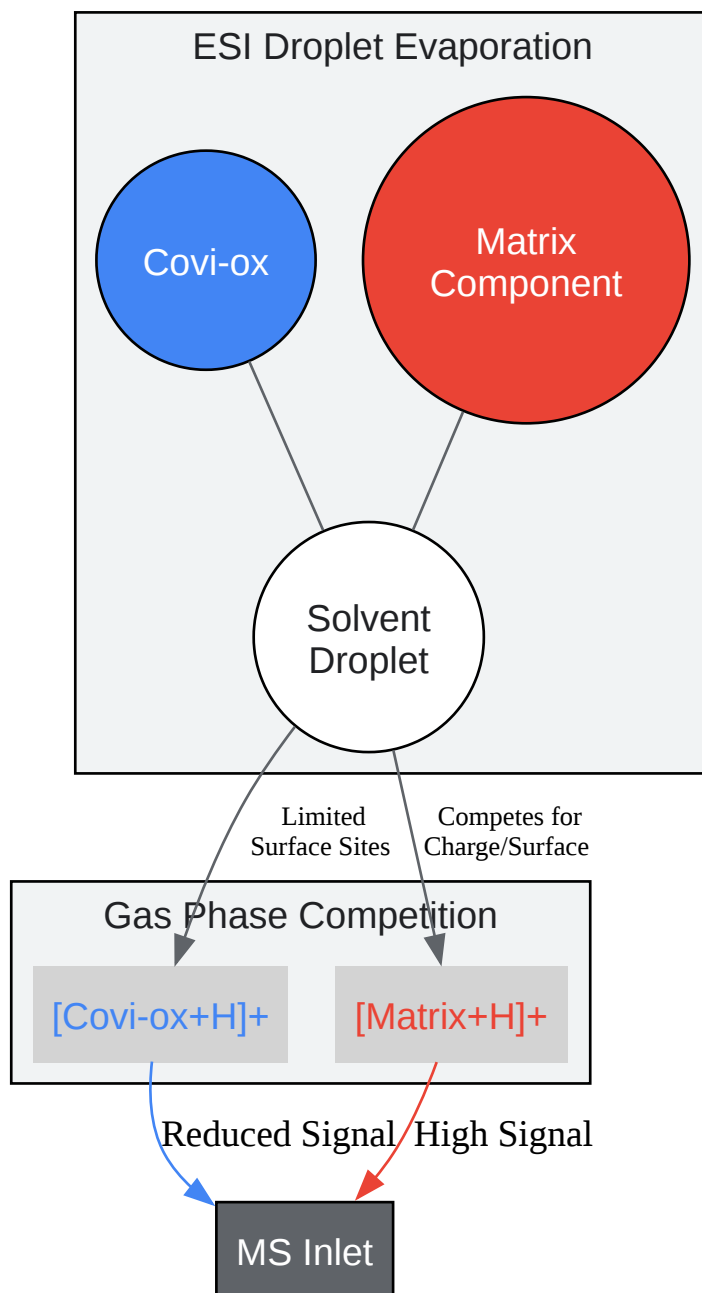 ESI Droplet Evaporation
Covi-ox
Matrix
Component
Solvent
Droplet
Limited
Surface Sites
Competes for
Charge/Surface
Gas Phase Competition
[Covi-ox+H]+
[Matrix+H]+
Reduced Signal
High Signal
MS Inlet